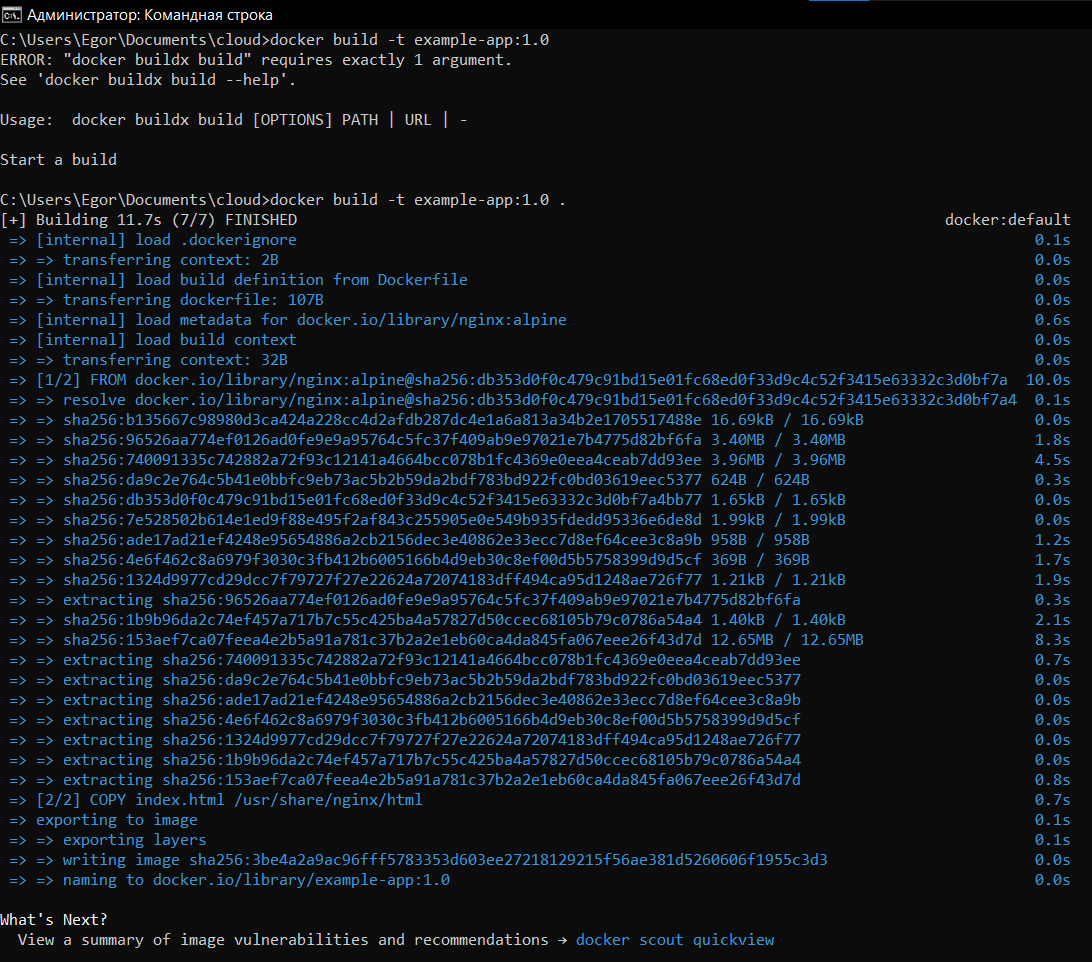 Администратор: Командная строка
C:\Users\Egor\Documents\cloud>docker build -t example-app:1.0
ERROR: "docker buildx build" requires exactly 1 argument.
See 'docker buildx build --help'.
Usage:  docker buildx build [OPTIONS] PATH | URL | -
Start a build
C:\Users\Egor\Documents\cloud>docker build -t example-app:1.0 .
[+] Building 11.7s (7/7) FINISHED docker:default
=> [internal] load .dockerignore 0.1s
=> => transferring context: 2B 0.0s
=> [internal] load build definition from Dockerfile 0.0s
=> => transferring dockerfile: 107B 0.0s
=> [internal] load metadata for docker.io/library/nginx:alpine 0.6s
=> [internal] load build context 0.0s
=> => transferring context: 32B 0.0s
=> [1/2] FROM docker.io/library/nginx:alpine@sha256:db353d0f0c479c91bd15e01fc68ed0f33d9c4c52f3415e63332c3d0bf7a 10.0s
=> => resolve docker.io/library/nginx:alpine@sha256:db353d0f0c479c91bd15e01fc68ed0f33d9c4c52f3415e63332c3d0bf7a4 0.1s
=> => sha256:b135667c98980d3ca424a228cc4d2afdb287dc4e1a6a813a34b2e1705517488e 16.69kB / 16.69kB 0.0s
=> => sha256:96526aa774ef0126ad0fe9e9a95764c5fc37f409ab9e97021e7b4775d82bf6fa 3.40MB / 3.40MB 1.8s
=> => sha256:740091335c742882a72f93c12141a4664bcc078b1fc4369e0eea4ceab7dd93ee 3.96MB / 3.96MB 4.5s
=> => sha256:da9c2e764c5b41e0bbfc9eb73ac5b2b59da2bdf783bd922fc0bd03619eec5377 624B / 624B 0.3s
=> => sha256:db353d0f0c479c91bd15e01fc68ed0f33d9c4c52f3415e63332c3d0bf7a4bb77 1.65kB / 1.65kB 0.0s
=> => sha256:7e528502b614e1ed9f88e495f2af843c255905e0e549b935fdedd95336e6de8d 1.99kB / 1.99kB 0.0s
=> => sha256:ade17ad21ef4248e95654886a2cb2156dec3e40862e33ecc7d8ef64cee3c8a9b 958B / 958B 1.2s
=> => sha256:4e6f462c8a6979f3030c3fb412b6005166b4d9eb30c8ef00d5b5758399d9d5cf 369B / 369B 1.7s
=> => sha256:1324d9977cd29dcc7f79727f27e22624a72074183dff494ca95d1248ae726f77 1.21kB / 1.21kB 1.9s
=> => extracting sha256:96526aa774ef0126ad0fe9e9a95764c5fc37f409ab9e97021e7b4775d82bf6fa 0.3s
=> => sha256:1b9b96da2c74ef457a717b7c55c425ba4a57827d50ccec68105b79c0786a54a4 1.40kB / 1.40kB 2.1s
=> => sha256:153aef7ca07feea4e2b5a91a781c37b2a2e1eb60ca4da845fa067eee26f43d7d 12.65MB / 12.65MB 8.3s
=> => extracting sha256:740091335c742882a72f93c12141a4664bcc078b1fc4369e0eea4ceab7dd93ee 0.7s
=> => extracting sha256:da9c2e764c5b41e0bbfc9eb73ac5b2b59da2bdf783bd922fc0bd03619eec5377 0.0s
=> => extracting sha256:ade17ad21ef4248e95654886a2cb2156dec3e40862e33ecc7d8ef64cee3c8a9b 0.0s
=> => extracting sha256:4e6f462c8a6979f3030c3fb412b6005166b4d9eb30c8ef00d5b5758399d9d5cf 0.0s
=> => extracting sha256:1324d9977cd29dcc7f79727f27e22624a72074183dff494ca95d1248ae726f77 0.0s
=> => extracting sha256:1b9b96da2c74ef457a717b7c55c425ba4a57827d50ccec68105b79c0786a54a4 0.0s
=> => extracting sha256:153aef7ca07feea4e2b5a91a781c37b2a2e1eb60ca4da845fa067eee26f43d7d 0.8s
=> [2/2] COPY index.html /usr/share/nginx/html 0.7s
=> exporting to image 0.1s
=> => exporting layers 0.1s
=> => writing image sha256:3be4a2a9ac96fff5783353d603ee27218129215f56ae381d5260606f1955c3d3 0.0s
=> => naming to docker.io/library/example-app:1.0 0.0s
What's Next?
View a summary of image vulnerabilities and recommendations → docker scout quickview